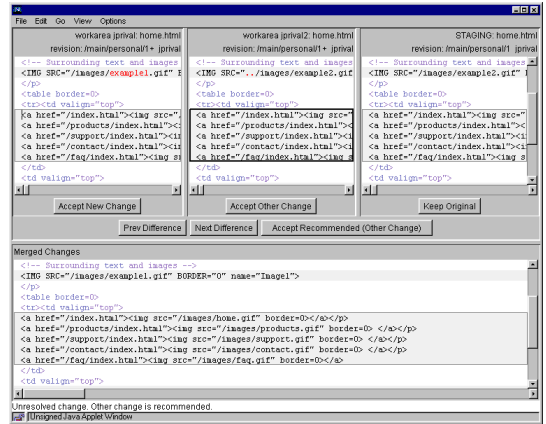 File Edit Go View Options
workarea jprival: home.html
revision: /main/personal/1+ jprival
<!-- Surrounding text and images
<IMG SRC="/images/example1.gif" B
</p>
<table border=0>
<tr><td valign="top">
<a href="/index.html"><img src="/
<a href="/products/index.html"><i
<a href="/support/index.html"><im
<a href="/contact/index.html"><im
<a href="/faq/index.html"><img sr
</td>
<td valign="top">
Accept New Change
workarea jprival2: home.html
revision: /main/personal/1+ jprival
<!-- Surrounding text and images
<IMG SRC="../images/example2.gif
</p>
<table border=0>
<tr><td valign="top">
<a href="/index.html"><img src="
<a href="/products/index.html"><
<a href="/support/index.html"><i
<a href="/contact/index.html"><i
<a href="/faq/index.html"><img s
</td>
<td valign="top">
Accept Other Change
STAGING: home.html
revision: /main/personal/1 jprival
<!-- Surrounding text and images
<IMG SRC="/images/example2.gif"
</p>
<table border=0>
<tr><td valign="top">
<a href="/index.html"><img src="
<a href="/products/index.html"><
<a href="/support/index.html"><i
<a href="/contact/index.html"><i
<a href="/faq/index.html"><img s
</td>
<td valign="top">
Keep Original
Prev Difference Next Difference Accept Recommended (Other Change)
Merged Changes
<!-- Surrounding text and images -->
<IMG SRC="/images/example1.gif" BORDER="0" name="Image1">
</p>
<table border=0>
<tr><td valign="top">
<a href="/index.html"><img src="/images/home.gif" border=0></a></p>
<a href="/products/index.html"><img src="/images/products.gif" border=0> </a></p>
<a href="/support/index.html"><img src="/images/support.gif" border=0> </a></p>
<a href="/contact/index.html"><img src="/images/contact.gif" border=0> </a></p>
<a href="/faq/index.html"><img src="/images/faq.gif" border=0></a>
</td>
<td valign="top">
Unresolved change. Other change is recommended.
Unsigned Java Applet Window